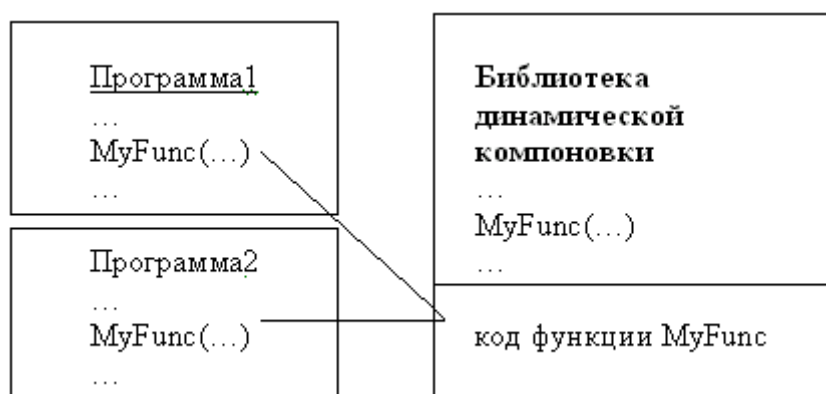 Программа1
...
MyFunc(...)
...
Программа2
...
MyFunc(...)
...
Библиотека
динамической
компоновки
...
MyFunc(...)
...
код функции MyFunc